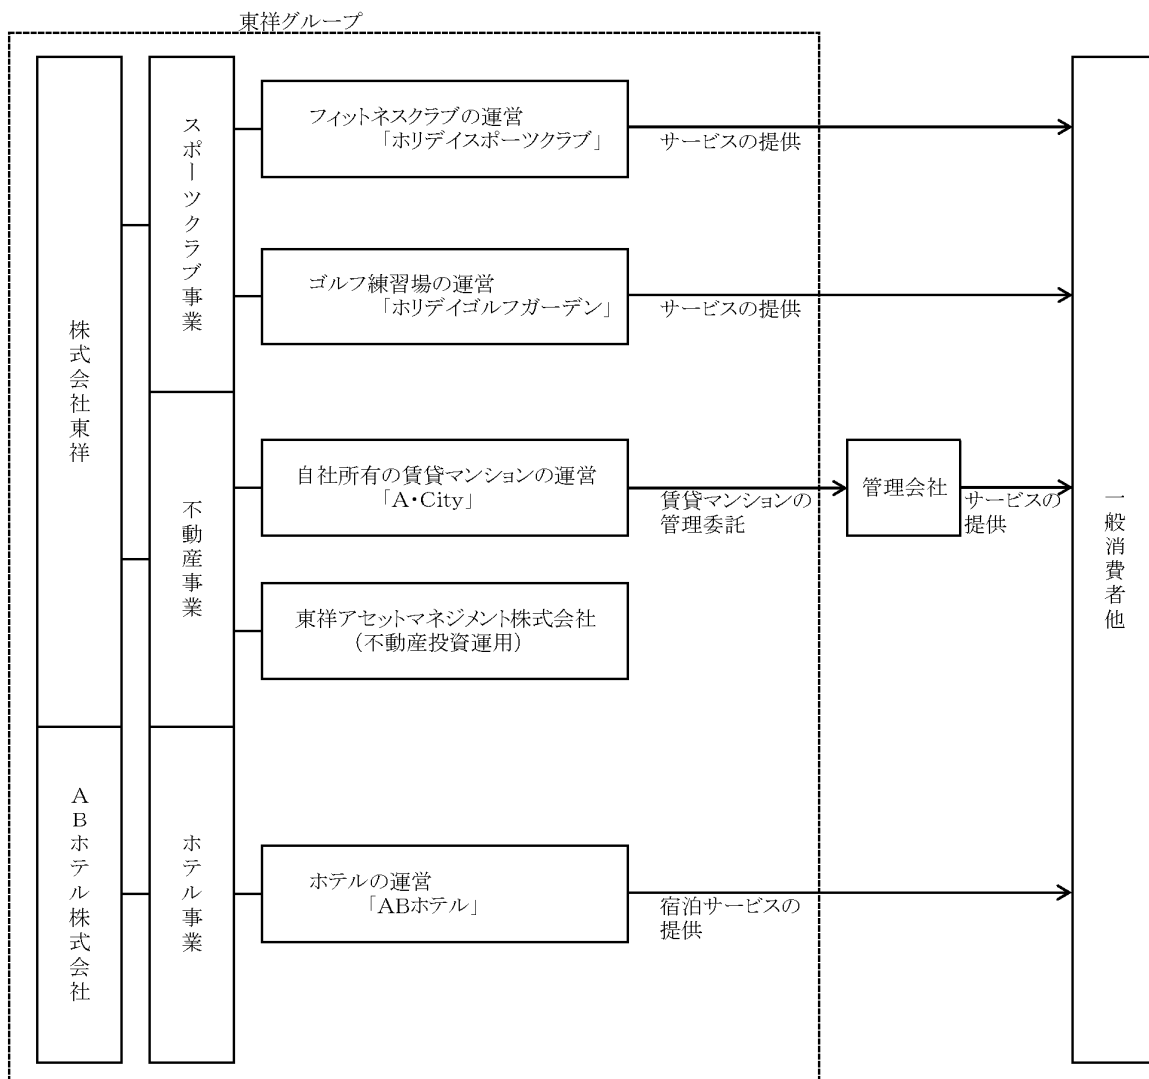 東祥グループ
株式会社東祥
ABホテル株式会社
スポーツクラブ事業
不動産事業
ホテル事業
フィットネスクラブの運営
「ホリデイスポーツクラブ」
サービスの提供
ゴルフ練習場の運営
「ホリデイゴルフガーデン」
サービスの提供
自社所有の賃貸マンションの運営
「A・City」
賃貸マンションの
管理委託
管理会社
サービスの
提供
東祥アセットマネジメント株式会社
（不動産投資運用）
ホテルの運営
「ABホテル」
宿泊サービスの
提供
一般消費者他